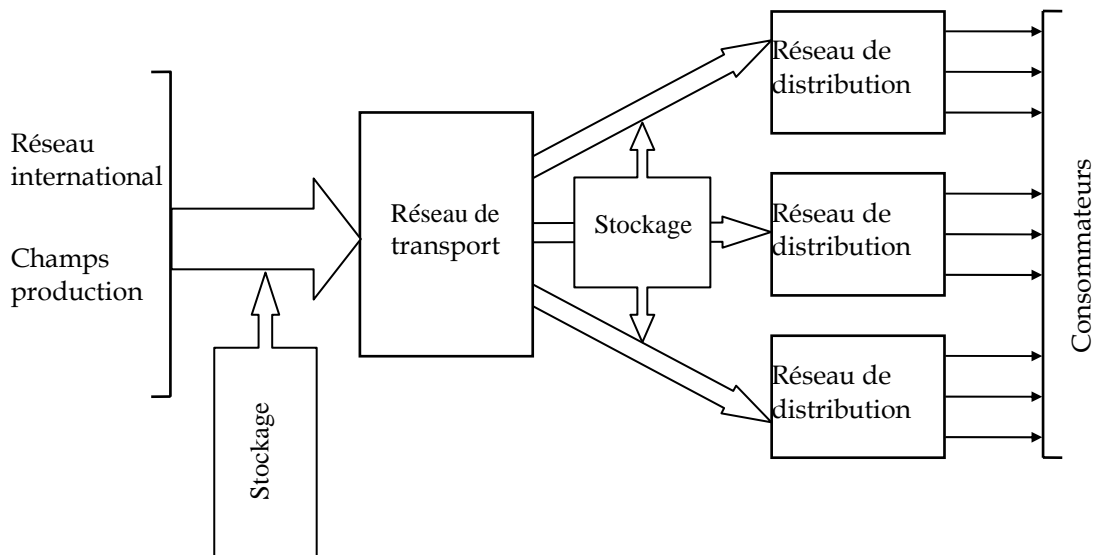 Réseau
international
Champs
production
Stockage
Réseau de
transport
Stockage
Réseau de
distribution
Réseau de
distribution
Réseau de
distribution
Consommateurs